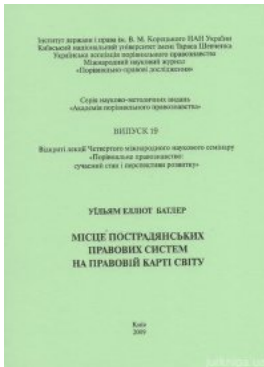 Інститут держави і права ім. В. М. Корецького НАН України
Київський національний університет імені Тараса Шевченка
Українська асоціація порівняльного правознавства
Міжнародний науковий журнал
«Порівняльно-правові дослідження»
Серія науково-методичних видань
«Академія порівняльного правознавства»
ВИПУСК 19
Відкриті лекції Четвертого міжнародного наукового семінару
«Порівняльне правознавство:
сучасний стан і перспективи розвитку»
УЇЛЬЯМ ЕЛЛІОТ БАТЛЕР
МІСЦЕ ПОСТРАДЯНСЬКИХ
ПРАВОВИХ СИСТЕМ
НА ПРАВОВІЙ КАРТІ СВІТУ
Київ
2009